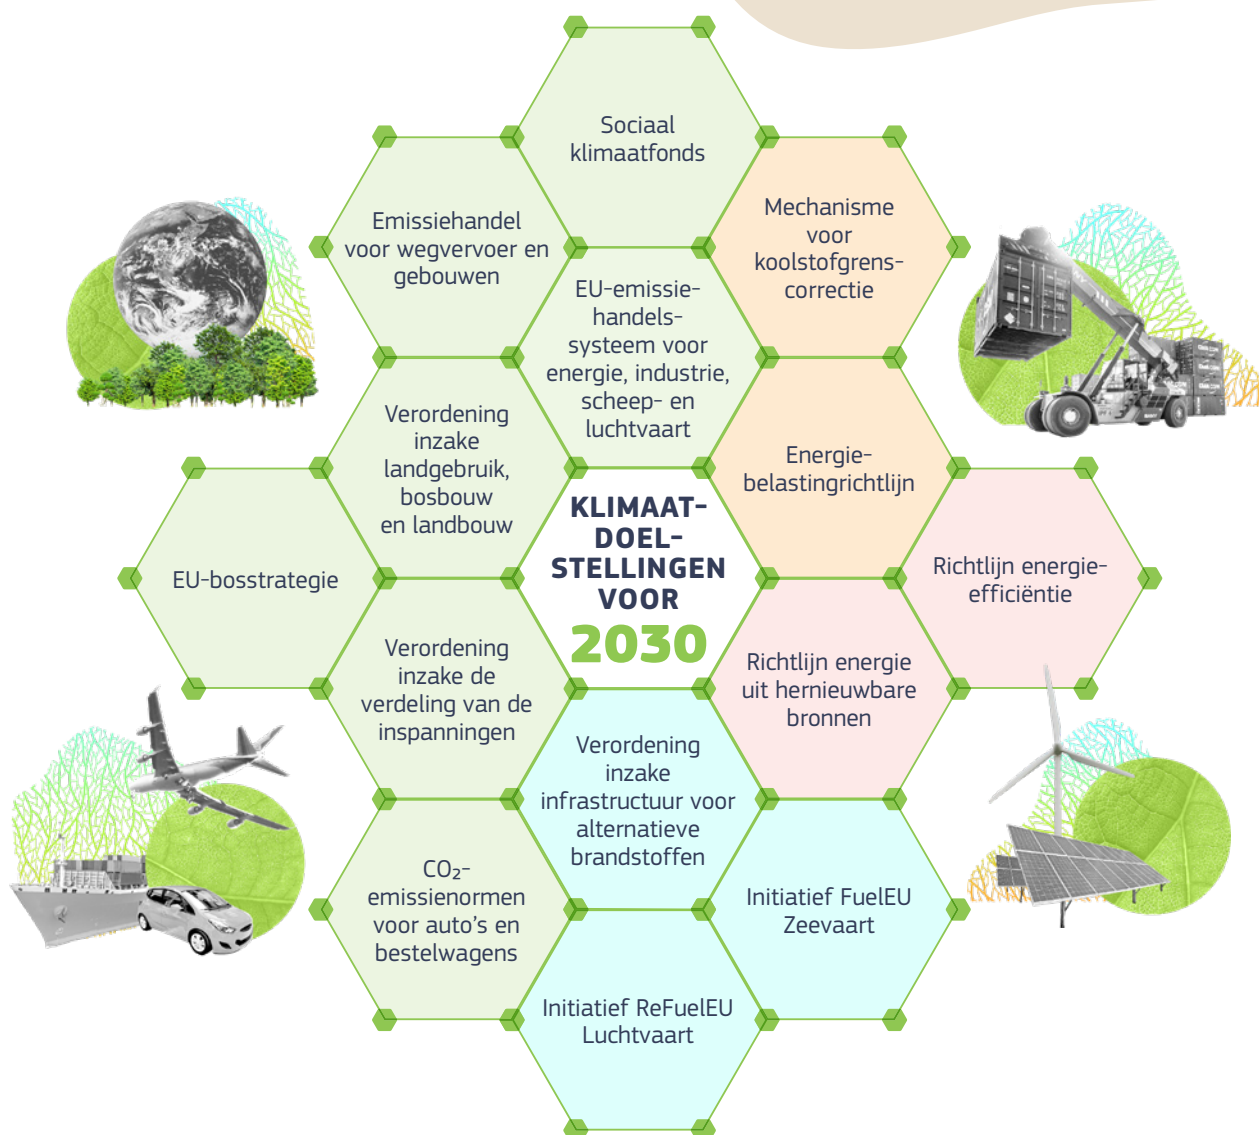 Sociaal
klimaatfonds
Emissiehandel
voor wegvervoer en
gebouwen
Mechanisme
voor
koolstofgrens-
correctie
EU-emissie-
handels-
systeem voor
energie, industrie,
scheep- en
luchtvaart
Verordening
inzake
landgebruik,
bosbouw
en landbouw
Energie-
belastingrichtlijn
EU-bosstrategie
KLIMAAT-
DOEL-
STELLINGEN
VOOR
2030
Richtlijn energie-
efficiëntie
Verordening
inzake de
verdeling van de
inspanningen
Richtlijn energie
uit hernieuwbare
bronnen
Verordening
inzake
infrastructuur voor
alternatieve
brandstoffen
CO₂-
emissienormen
voor auto's en
bestelwagens
Initiatief FuelEU
Zeevaart
Initiatief ReFuelEU
Luchtvaart